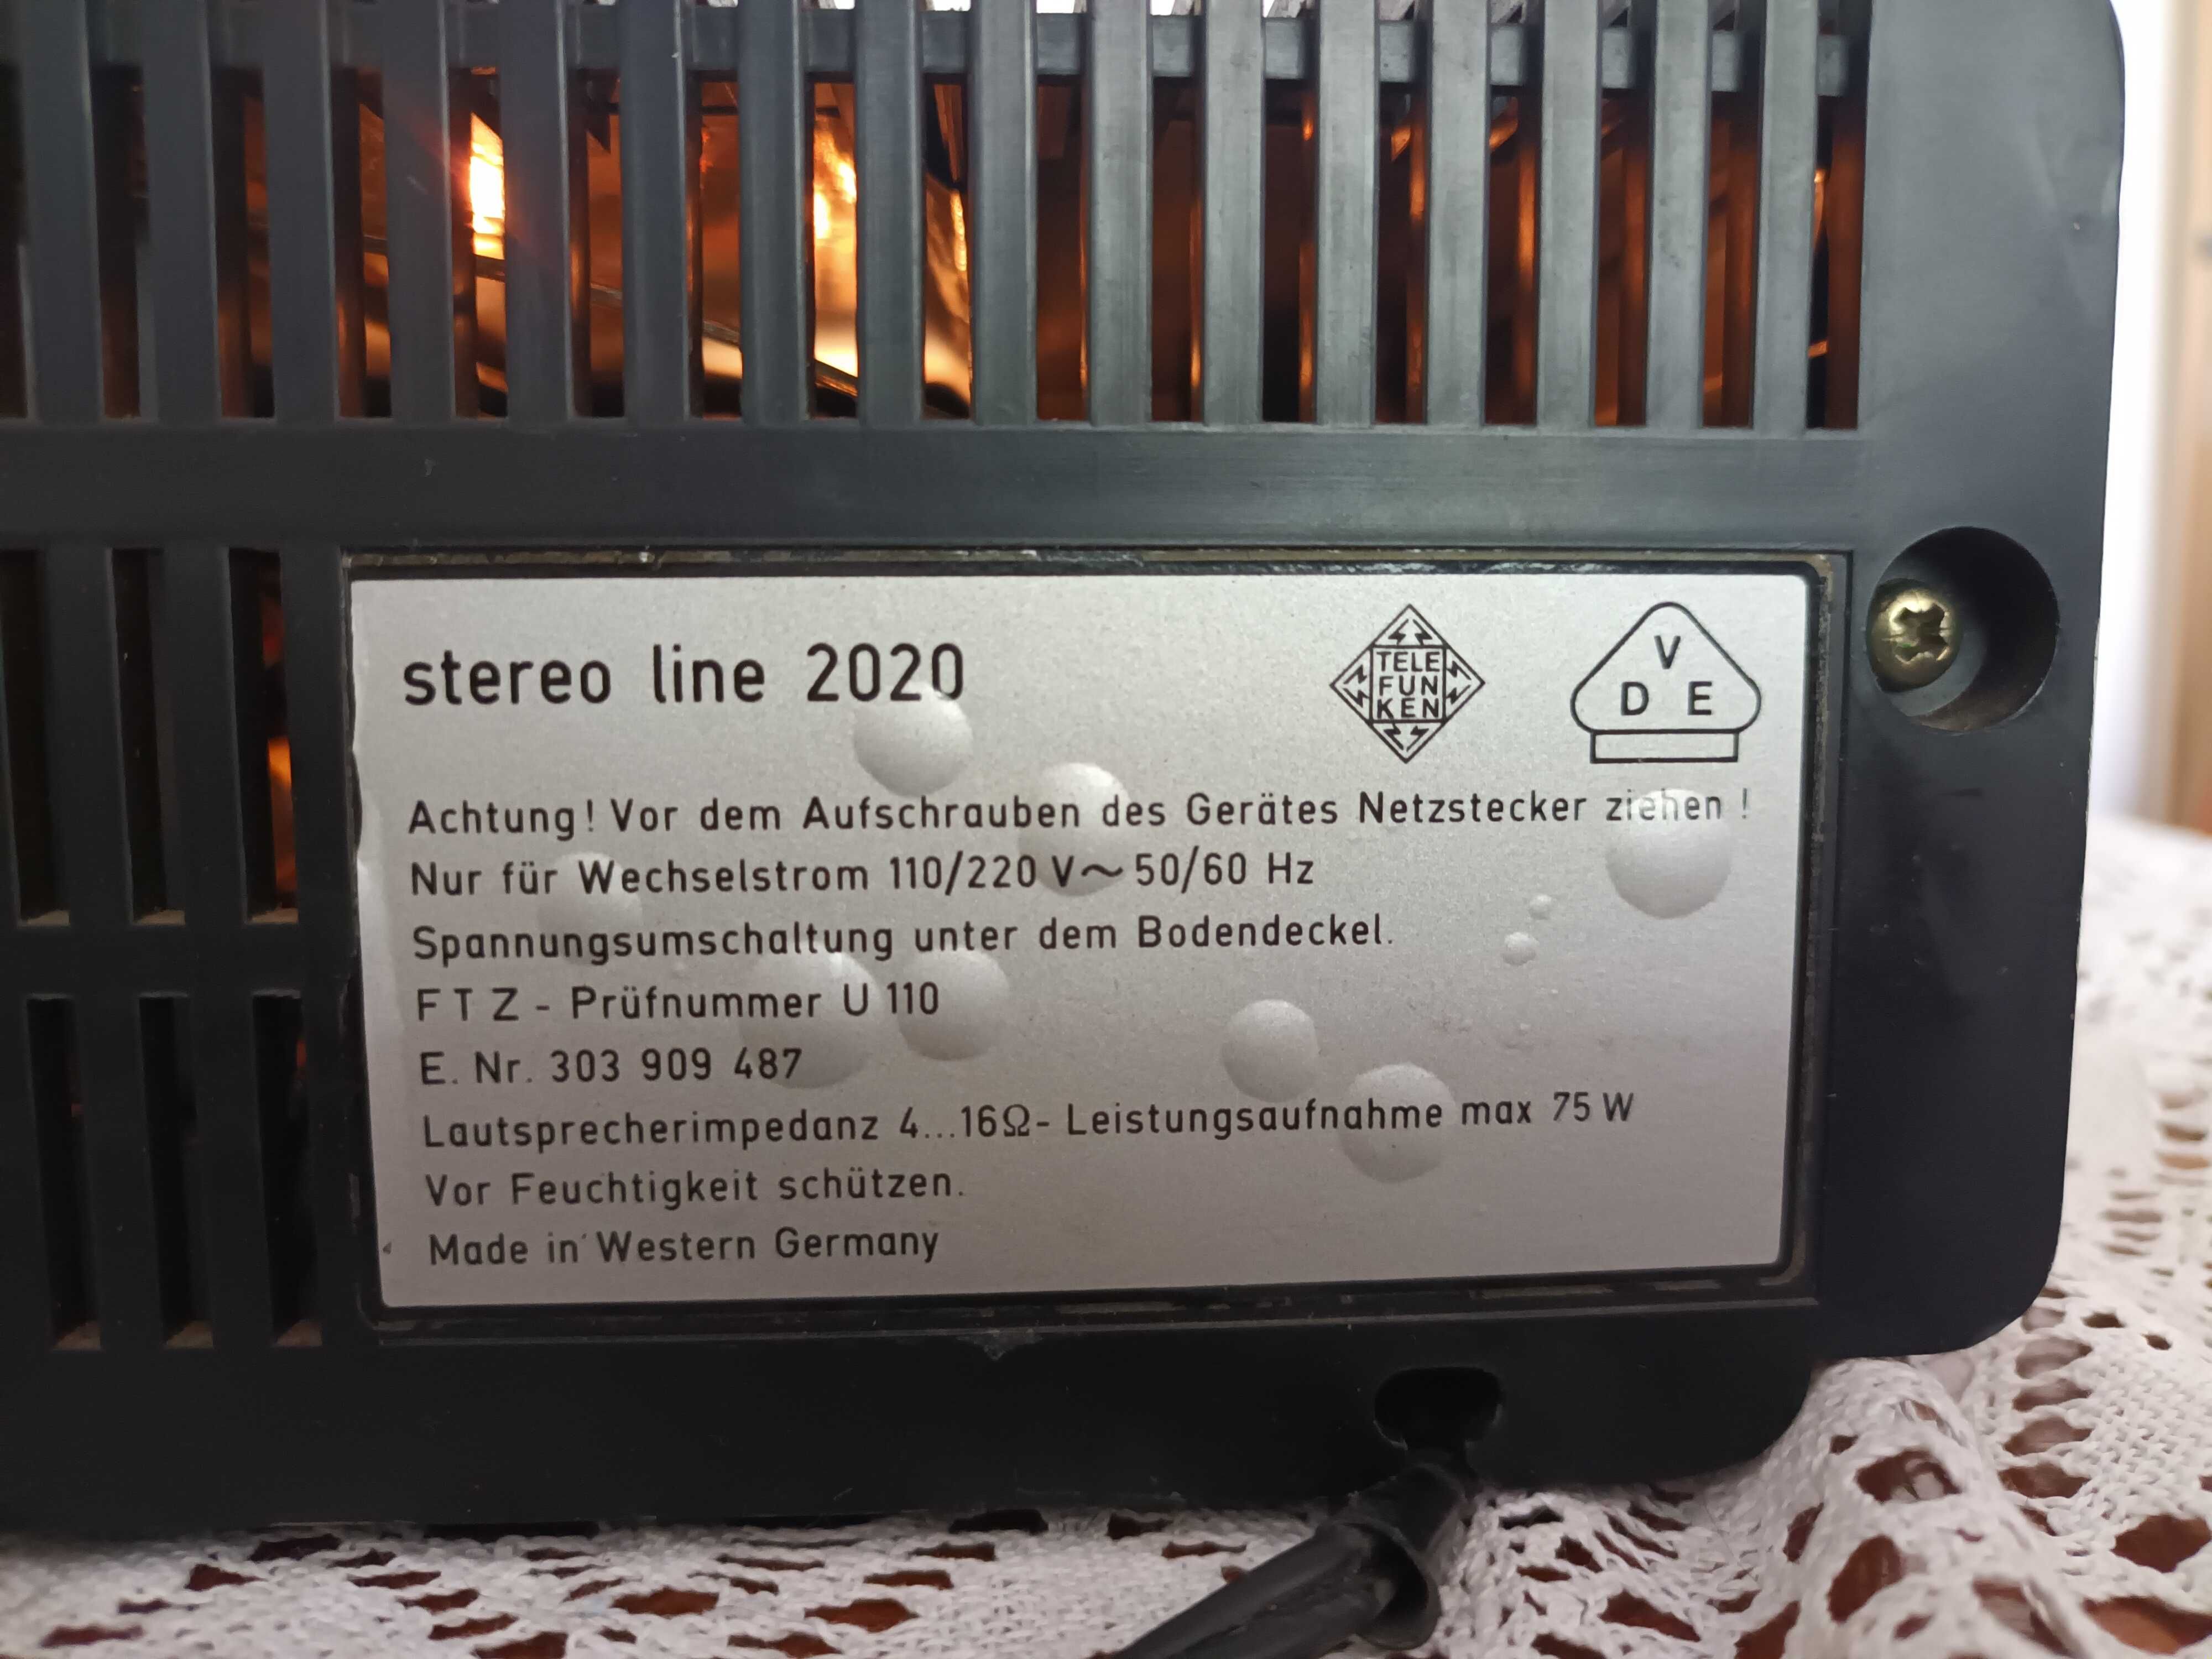 stereo line 2020
TELE
FUN
KEN
V
D E
Achtung! Vor dem Aufschrauben des Gerätes Netzstecker ziehen !
Nur für Wechselstrom 110/220 V~ 50/60 Hz
Spannungsumschaltung unter dem Bodendeckel.
F T Z - Prüfnummer U 110
E. Nr. 303 909 487
Lautsprecherimpedanz 4...16Ω- Leistungsaufnahme max 75 W
Vor Feuchtigkeit schützen.
Made in Western Germany